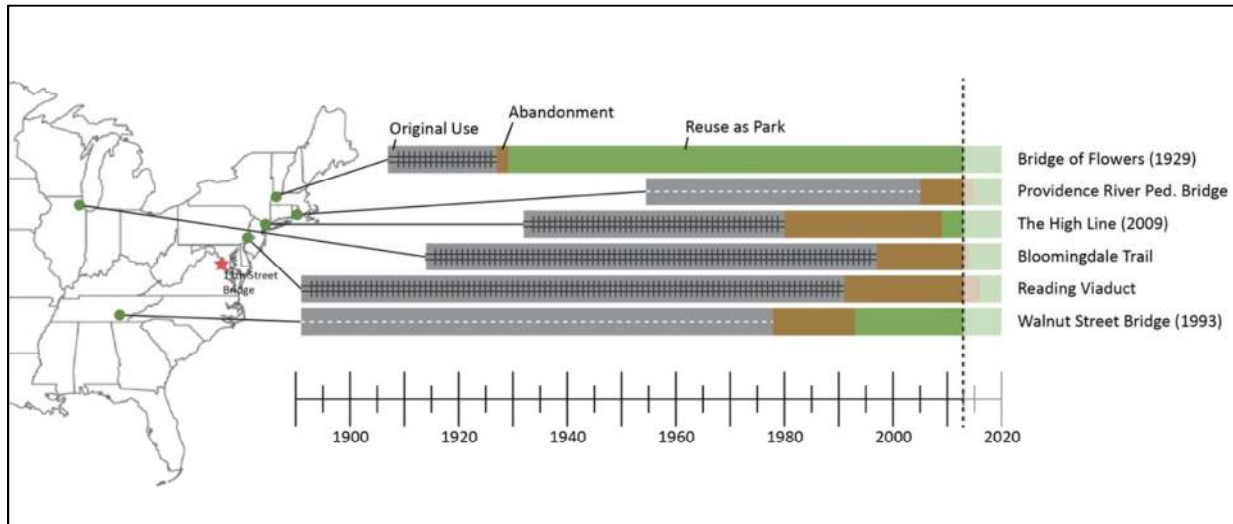 Abandonment
Original Use
Reuse as Park
Bridge of Flowers (1929)
Providence River Ped. Bridge
The High Line (2009)
Bloomingdale Trail
11th Street
Bridge
Reading Viaduct
Walnut Street Bridge (1993)
1900 1920 1940 1960 1980 2000 2020